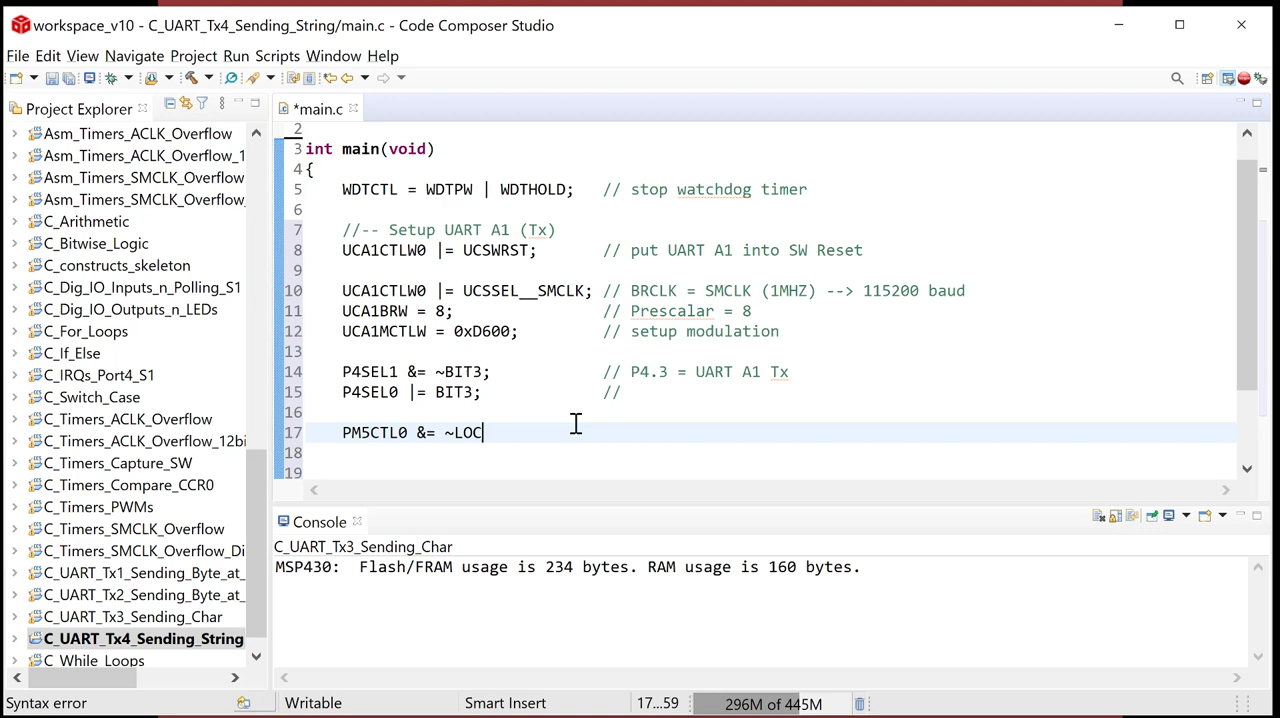 workspace_v10 - C_UART_Tx4_Sending_String/main.c - Code Composer Studio
File Edit View Navigate Project Run Scripts Window Help
Project Explorer
*main.c
Asm_Timers_ACLK_Overflow
Asm_Timers_ACLK_Overflow_1
Asm_Timers_SMCLK_Overflow
Asm_Timers_SMCLK_Overflow_
C_Arithmetic
C_Bitwise_Logic
C_constructs_skeleton
C_Dig_IO_Inputs_n_Polling_S1
C_Dig_IO_Outputs_n_LEDs
C_For_Loops
C_If_Else
C_IRQs_Port4_S1
C_Switch_Case
C_Timers_ACLK_Overflow
C_Timers_ACLK_Overflow_12bi
C_Timers_Capture_SW
C_Timers_Compare_CCR0
C_Timers_PWMs
C_Timers_SMCLK_Overflow
C_Timers_SMCLK_Overflow_Di
C_UART_Tx1_Sending_Byte_at_
C_UART_Tx2_Sending_Byte_at_
C_UART_Tx3_Sending_Char
C_UART_Tx4_Sending_String
C_While_Loops
2
3 int main(void)
4 {
5 WDTCTL = WDTPW | WDTHOLD; // stop watchdog timer
6
7 //-- Setup UART A1 (Tx)
8 UCA1CTLW0 |= UCSWRST; // put UART A1 into SW Reset
9
10 UCA1CTLW0 |= UCSSEL__SMCLK; // BRCLK = SMCLK (1MHZ) --> 115200 baud
11 UCA1BRW = 8; // Prescalar = 8
12 UCA1MCTLW = 0xD600; // setup modulation
13
14 P4SEL1 &= ~BIT3; // P4.3 = UART A1 Tx
15 P4SEL0 |= BIT3; //
16
17 PM5CTL0 &= ~LOC
18
19
Console
C_UART_Tx3_Sending_Char
MSP430: Flash/FRAM usage is 234 bytes. RAM usage is 160 bytes.
Syntax error
Writable
Smart Insert
17...59
296M of 445M